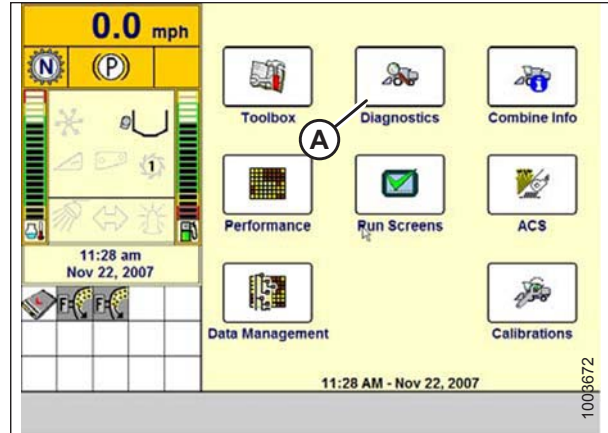 0.0 mph
N
(P)
1
11:28 am
Nov 22, 2007
F
F
Toolbox
Diagnostics
Combine Info
A
Performance
Run Screens
ACS
Data Management
Calibrations
11:28 AM - Nov 22, 2007
1003672